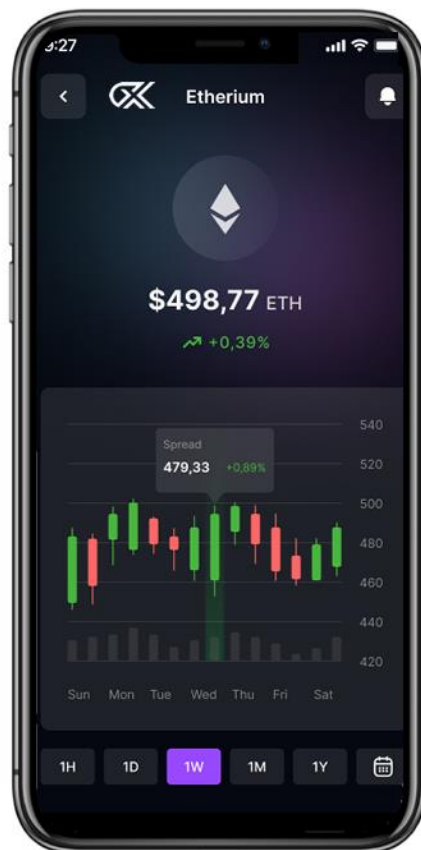 9:27
Etherium
$498,77 ETH
+0,39%
540
Spread
479,33 +0,89%
520
500
480
460
440
420
Sun Mon Tue Wed Thu Fri Sat
1H 1D 1W 1M 1Y